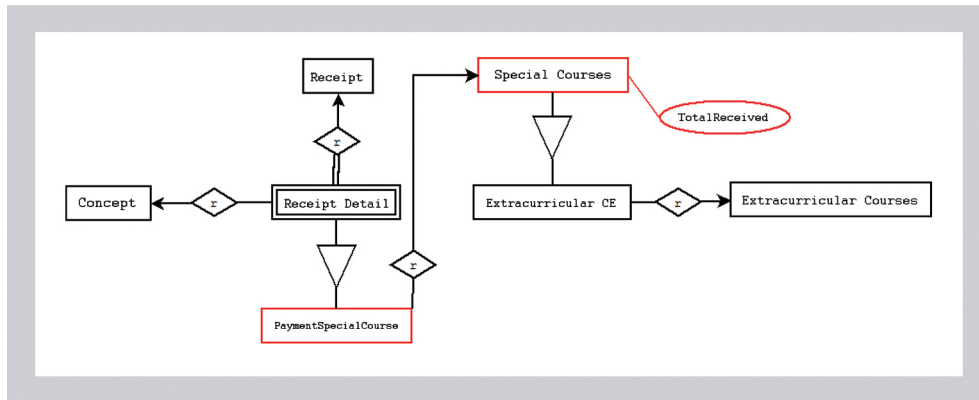 Receipt
Special Courses
TotalReceived
r
Concept
r
Receipt Detail
Extracurricular CE
r
Extracurricular Courses
r
PaymentSpecialCourse